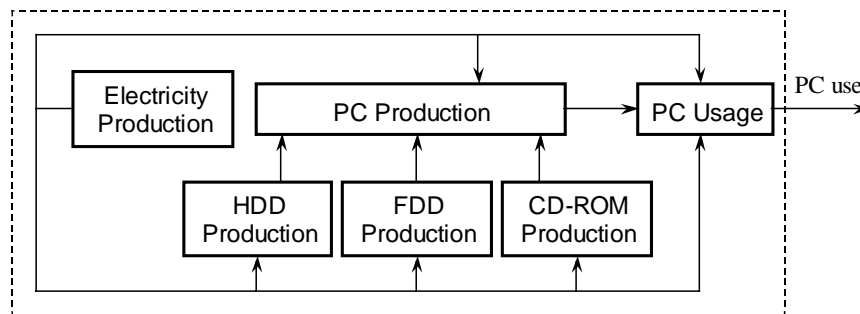 Electricity
Production
PC Production
PC Usage
PC use
HDD
Production
FDD
Production
CD-ROM
Production